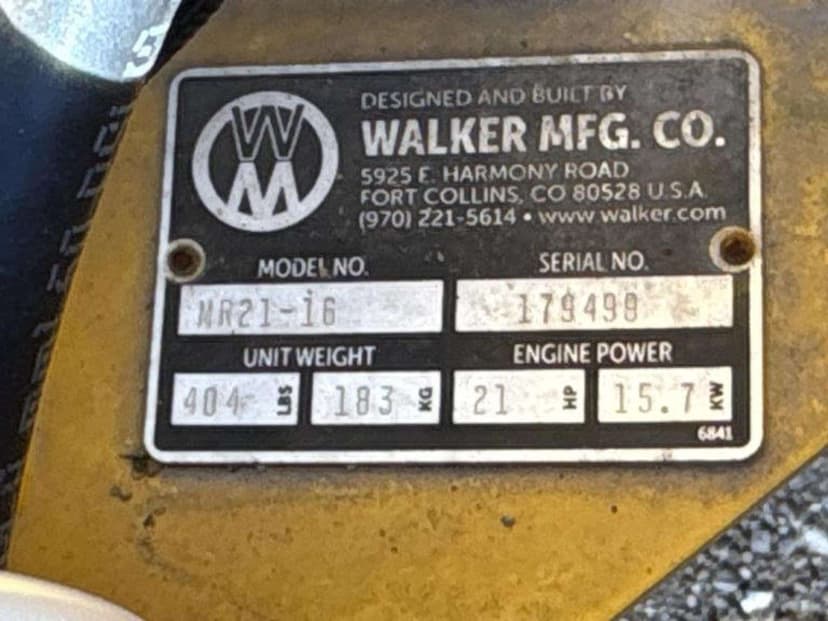 WM
DESIGNED AND BUILT BY
WALKER MFG. CO.
5925 E. HARMONY ROAD
FORT COLLINS, CO 80528 U.S.A.
(970) 221-5614 • www.walker.com
MODEL NO. SERIAL NO.
MR21-16 179499
UNIT WEIGHT ENGINE POWER
404 LBS 183 KG 21 HP 15.7 KW
6841